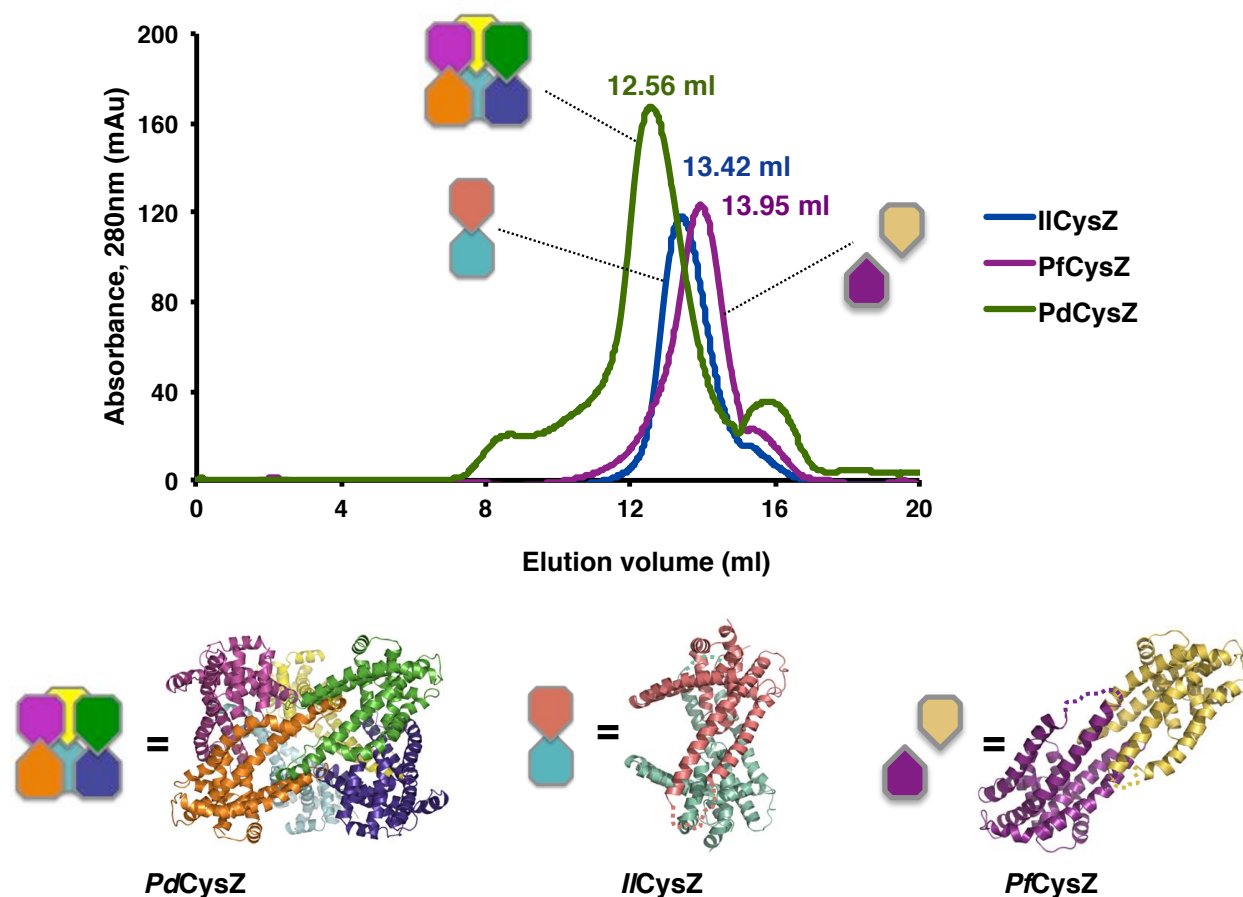 200
160
120
80
40
0
Absorbance, 280nm (mAu)
12.56 ml
13.42 ml
13.95 ml
IlCysZ
PfCysZ
PdCysZ
0 4 8 12 16 20
Elution volume (ml)
= = =
PdCysZ IlCysZ PfCysZ